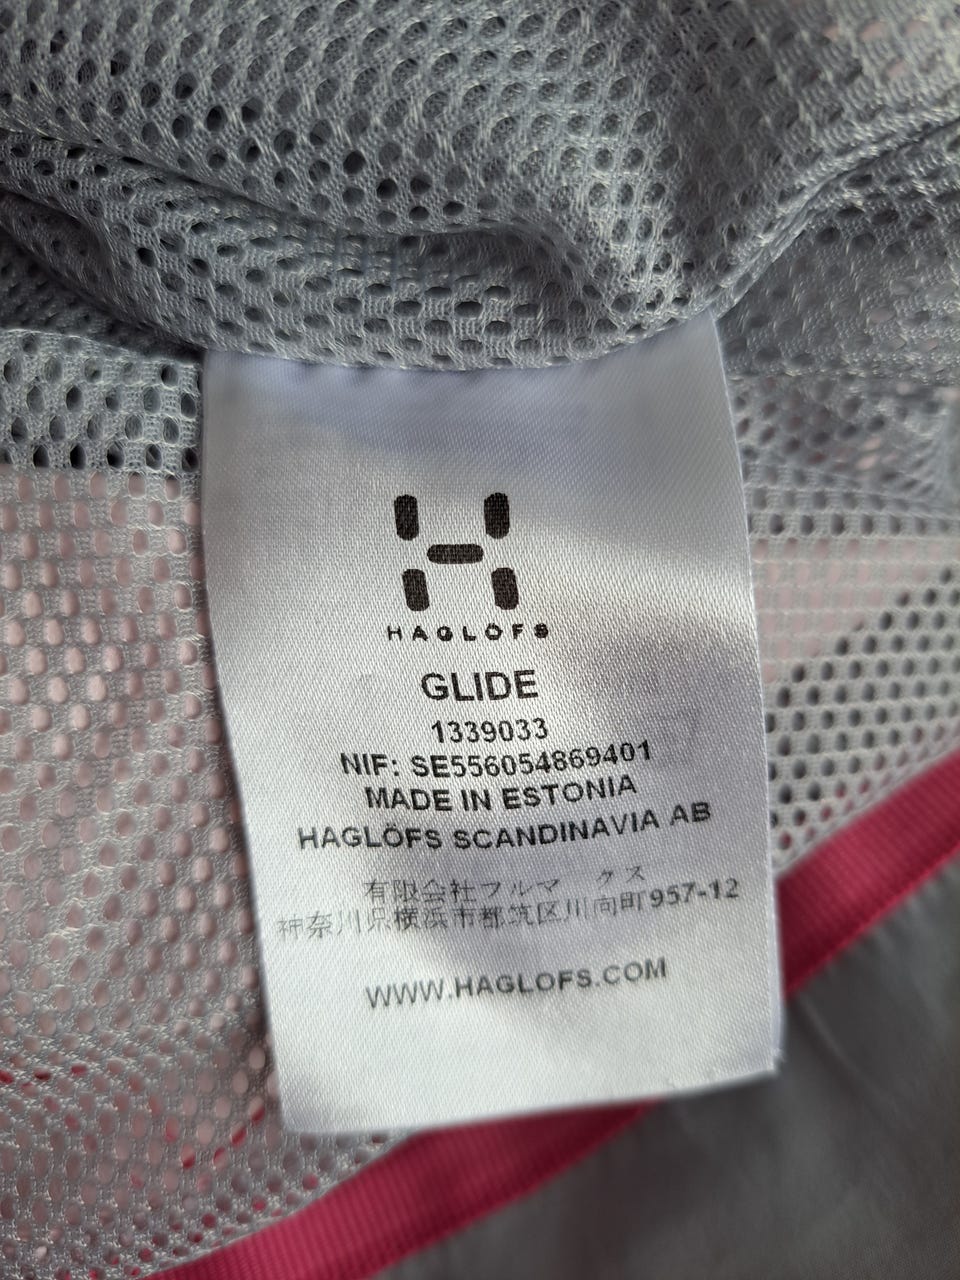 HAGLÖFS
GLIDE
1339033
NIF: SE556054869401
MADE IN ESTONIA
HAGLÖFS SCANDINAVIA AB
有限会社フルマ クス
神奈川県横浜市都筑区川向町957-12
WWW.HAGLOFS.COM